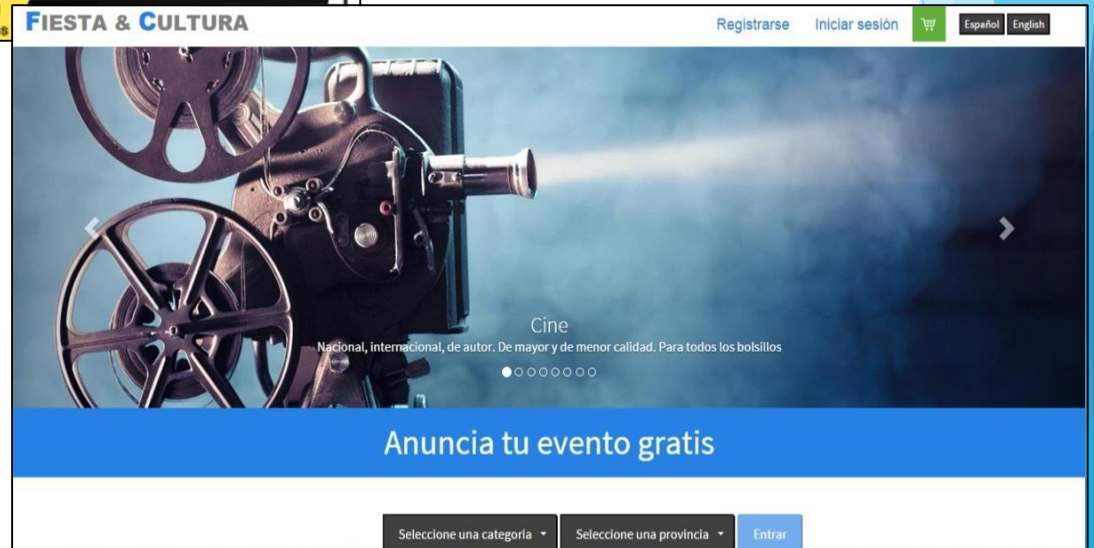 FIESTA & CULTURA
Registrarse Iniciar sesión Español English
Cine
Nacional, internacional, de autor. De mayor y de menor calidad. Para todos los bolsillos
Anuncia tu evento gratis
Seleccione una categoria Seleccione una provincia Entrar